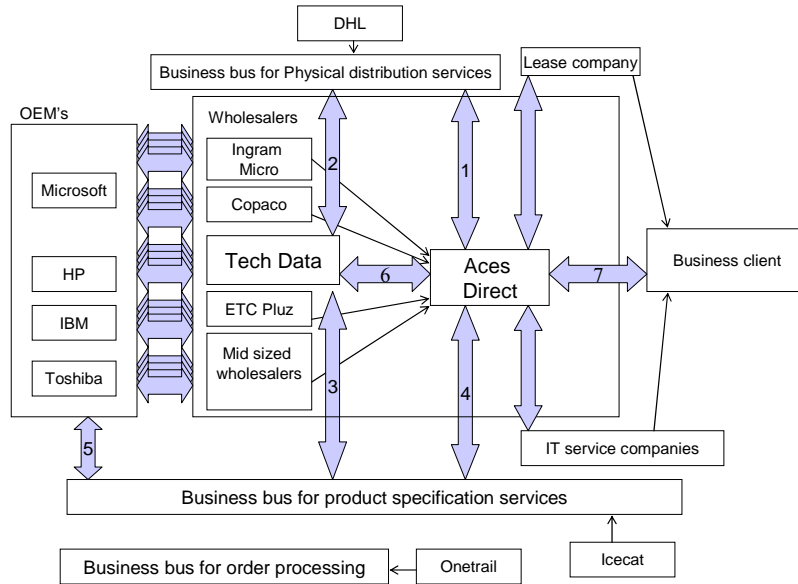 DHL
Business bus for Physical distribution services
Lease company
OEM's
Wholesalers
Ingram
Micro
2
1
Microsoft
Copaco
Tech Data
6
Aces
Direct
7
Business client
HP
ETC Pluz
IBM
Mid sized
wholesalers
3
4
Toshiba
5
IT service companies
Business bus for product specification services
Business bus for order processing
Onetrail
Icecat